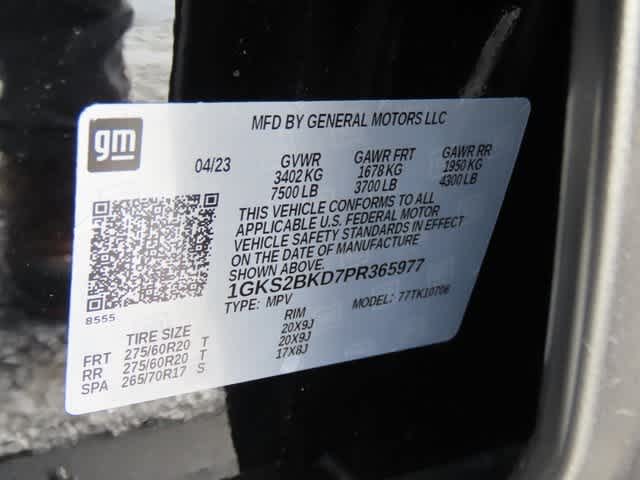 gm
MFD BY GENERAL MOTORS LLC
04/23 GVWR GAWR FRT GAWR RR
3402 KG 1678 KG 1950 KG
7500 LB 3700 LB 4300 LB
THIS VEHICLE CONFORMS TO ALL
APPLICABLE U.S. FEDERAL MOTOR
VEHICLE SAFETY STANDARDS IN EFFECT
ON THE DATE OF MANUFACTURE
SHOWN ABOVE.
1GKS2BKD7PR365977
TYPE: MPV MODEL: 77TK10706
8555
TIRE SIZE RIM
FRT 275/60R20 T 20X9J
RR 275/60R20 T 20X9J
SPA 265/70R17 S 17X8J